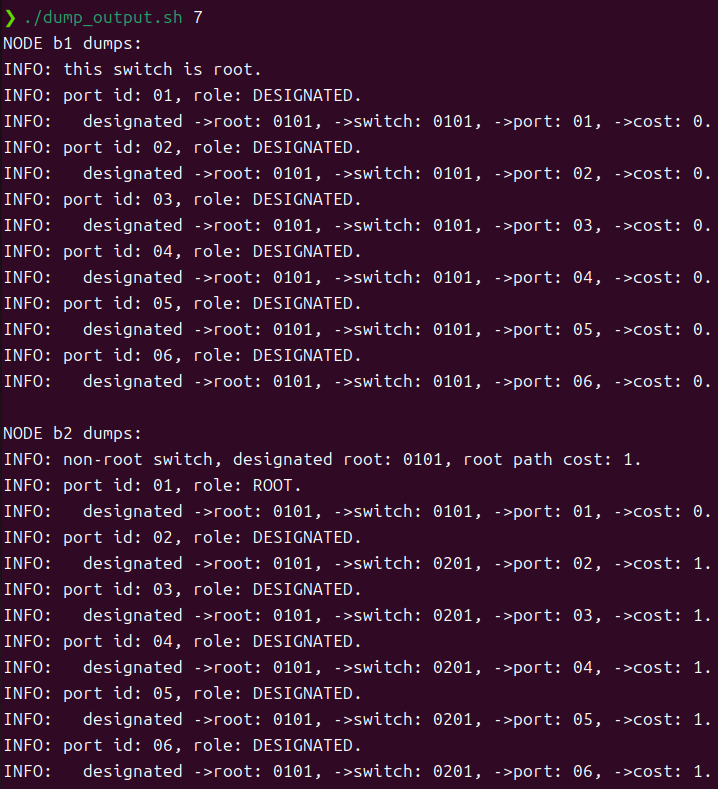 ❯ ./dump_output.sh 7
NODE b1 dumps:
INFO: this switch is root.
INFO: port id: 01, role: DESIGNATED.
INFO:   designated ->root: 0101, ->switch: 0101, ->port: 01, ->cost: 0.
INFO: port id: 02, role: DESIGNATED.
INFO:   designated ->root: 0101, ->switch: 0101, ->port: 02, ->cost: 0.
INFO: port id: 03, role: DESIGNATED.
INFO:   designated ->root: 0101, ->switch: 0101, ->port: 03, ->cost: 0.
INFO: port id: 04, role: DESIGNATED.
INFO:   designated ->root: 0101, ->switch: 0101, ->port: 04, ->cost: 0.
INFO: port id: 05, role: DESIGNATED.
INFO:   designated ->root: 0101, ->switch: 0101, ->port: 05, ->cost: 0.
INFO: port id: 06, role: DESIGNATED.
INFO:   designated ->root: 0101, ->switch: 0101, ->port: 06, ->cost: 0.

NODE b2 dumps:
INFO: non-root switch, designated root: 0101, root path cost: 1.
INFO: port id: 01, role: ROOT.
INFO:   designated ->root: 0101, ->switch: 0101, ->port: 01, ->cost: 0.
INFO: port id: 02, role: DESIGNATED.
INFO:   designated ->root: 0101, ->switch: 0201, ->port: 02, ->cost: 1.
INFO: port id: 03, role: DESIGNATED.
INFO:   designated ->root: 0101, ->switch: 0201, ->port: 03, ->cost: 1.
INFO: port id: 04, role: DESIGNATED.
INFO:   designated ->root: 0101, ->switch: 0201, ->port: 04, ->cost: 1.
INFO: port id: 05, role: DESIGNATED.
INFO:   designated ->root: 0101, ->switch: 0201, ->port: 05, ->cost: 1.
INFO: port id: 06, role: DESIGNATED.
INFO:   designated ->root: 0101, ->switch: 0201, ->port: 06, ->cost: 1.